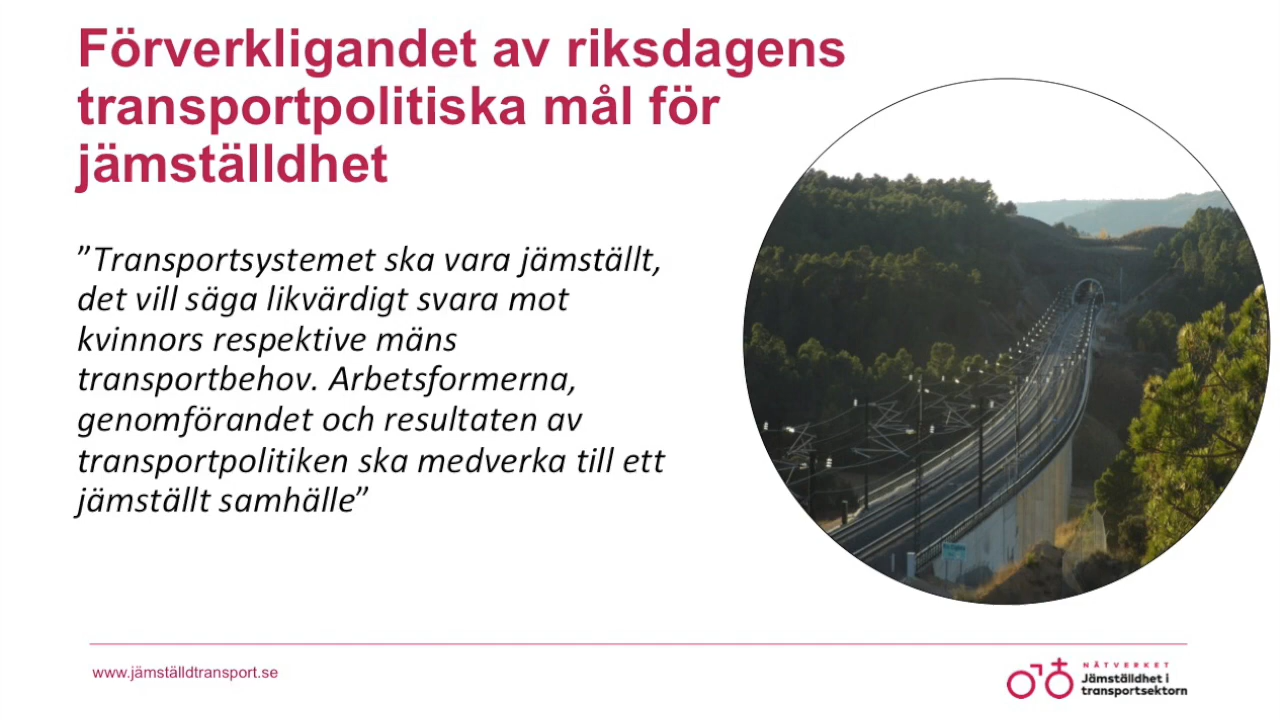 Förverkligandet av riksdagens
transportpolitiska mål för
jämställdhet
”Transportsystemet ska vara jämställt,
det vill säga likvärdigt svara mot
kvinnors respektive mäns
transportbehov. Arbetsformerna,
genomförandet och resultaten av
transportpolitiken ska medverka till ett
jämställt samhälle”
www.jämställdtransport.se
NÄTVERKET
Jämställdhet i
transportsektorn